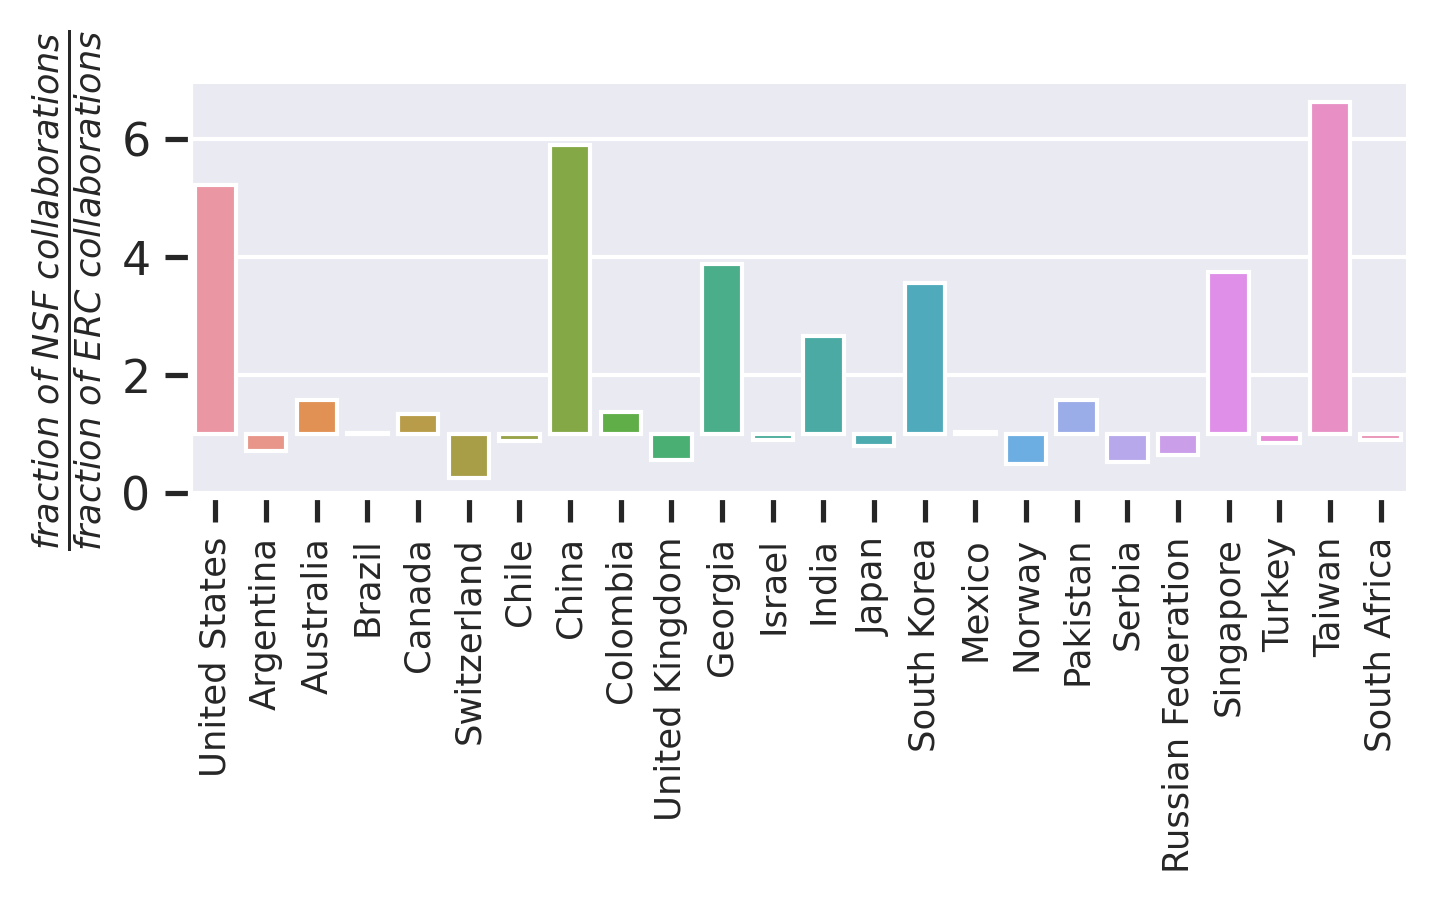 fraction of NSF collaborations
fraction of ERC collaborations
6
4
2
0
United States
Argentina
Australia
Brazil
Canada
Switzerland
Chile
China
Colombia
United Kingdom
Georgia
Israel
India
Japan
South Korea
Mexico
Norway
Pakistan
Serbia
Russian Federation
Singapore
Turkey
Taiwan
South Africa